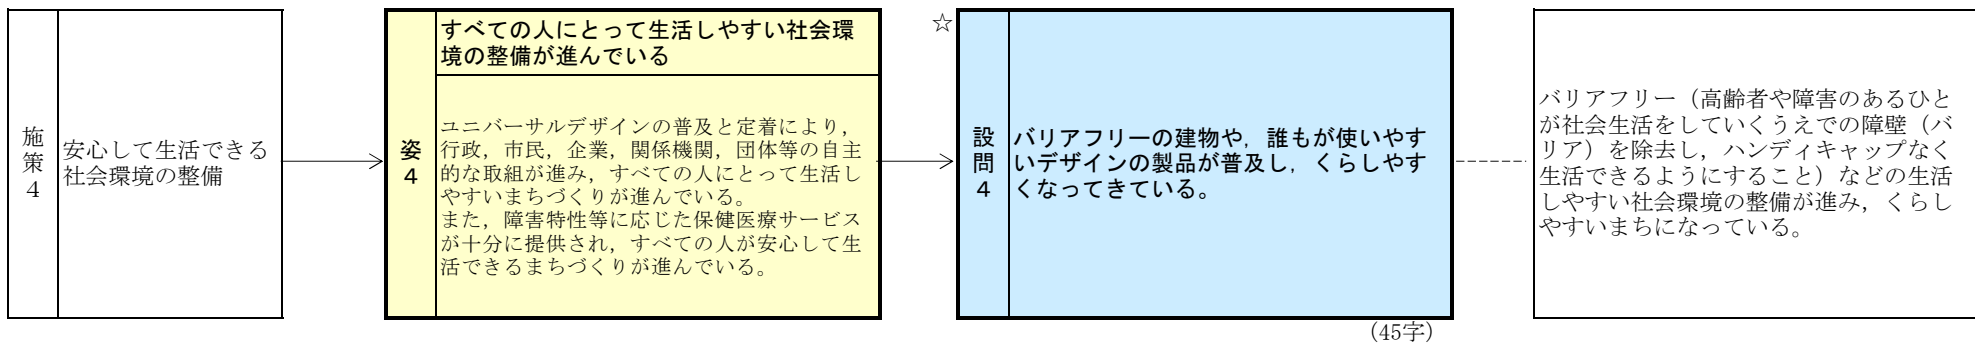 施策４
安心して生活できる
社会環境の整備
姿４
すべての人にとって生活しやすい社会環
境の整備が進んでいる
ユニバーサルデザインの普及と定着により，
行政，市民，企業，関係機関，団体等の自主
的な取組が進み，すべての人にとって生活し
やすいまちづくりが進んでいる。
また，障害特性等に応じた保健医療サービス
が十分に提供され，すべての人が安心して生
活できるまちづくりが進んでいる。
☆
設問４
バリアフリーの建物や，誰もが使いやす
いデザインの製品が普及し，くらしやす
くなってきている。
(45字)
バリアフリー（高齢者や障害のあるひと
が社会生活をしていくうえでの障壁（バ
リア）を除去し，ハンディキャップなく
生活できるようにすること）などの生活
しやすい社会環境の整備が進み，くらし
やすいまちになっている。